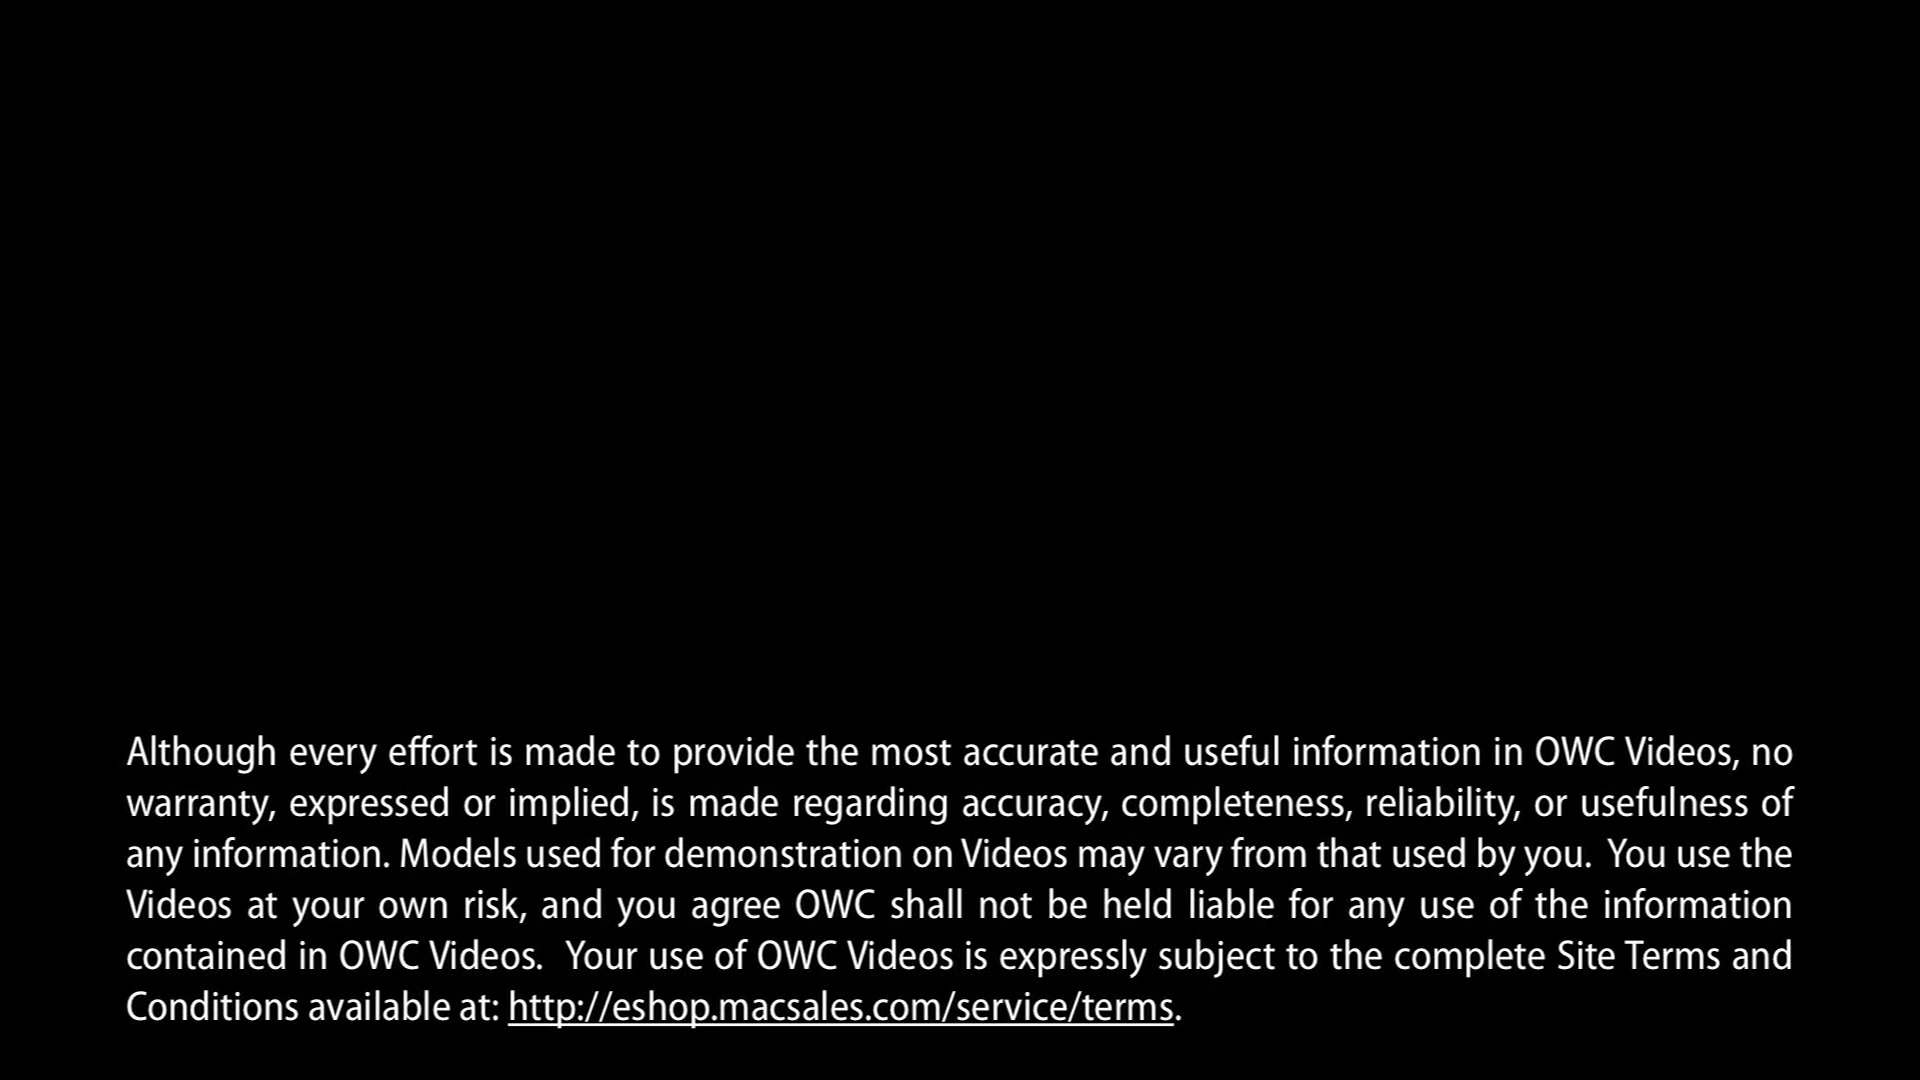 Although every effort is made to provide the most accurate and useful information in OWC Videos, no
warranty, expressed or implied, is made regarding accuracy, completeness, reliability, or usefulness of
any information. Models used for demonstration on Videos may vary from that used by you.  You use the
Videos at your own risk, and you agree OWC shall not be held liable for any use of the information
contained in OWC Videos.  Your use of OWC Videos is expressly subject to the complete Site Terms and
Conditions available at: http://eshop.macsales.com/service/terms.